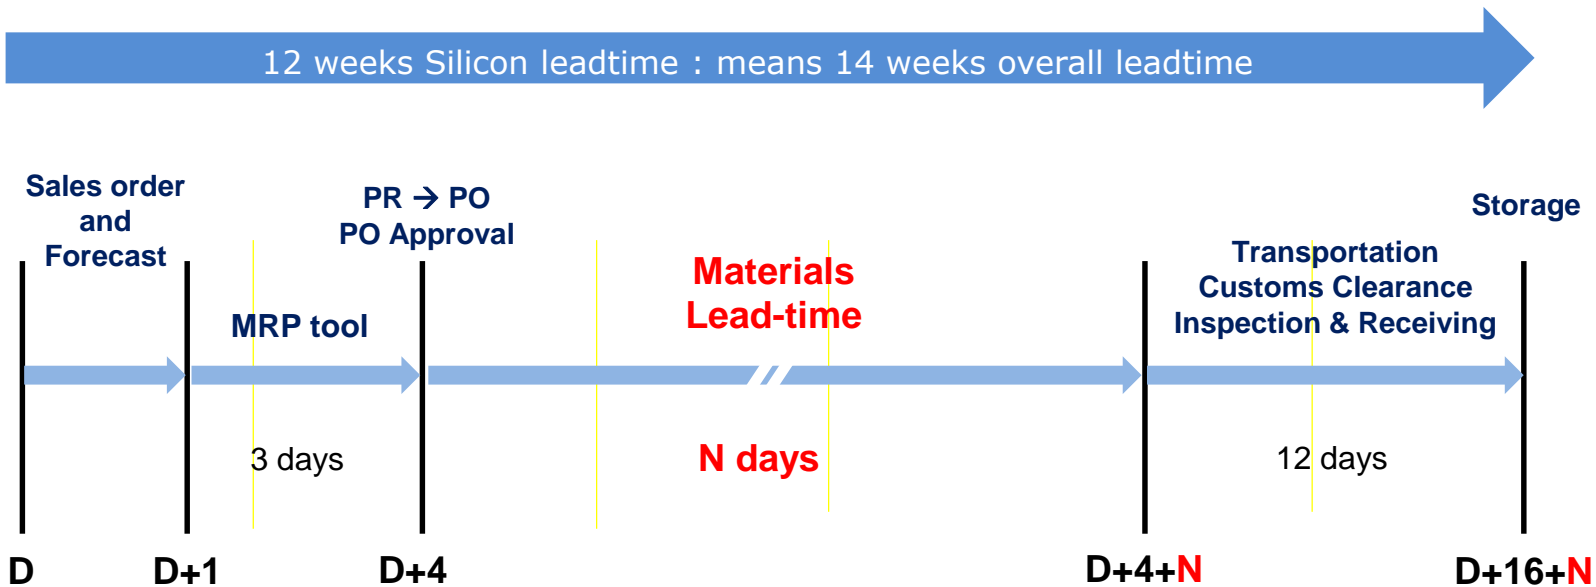 12 weeks Silicon leadtime : means 14 weeks overall leadtime
Sales order
and
Forecast
MRP tool
3 days
PR → PO
PO Approval
Materials
Lead-time
N days
Transportation
Customs Clearance
Inspection & Receiving
12 days
Storage
D
D+1
D+4
D+4+N
D+16+N